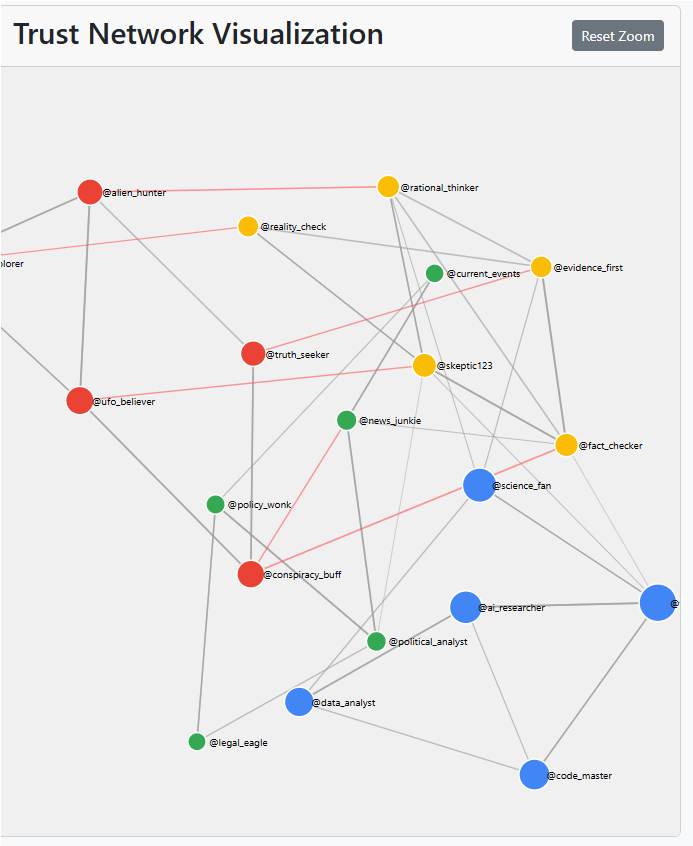 Trust Network Visualization
Reset Zoom
@alien_hunter
@rational_thinker
@reality_check
plorer
@current_events
@evidence_first
@truth_seeker
@skeptic123
@ufo_believer
@news_junkie
@fact_checker
@science_fan
@policy_wonk
@conspiracy_buff
@ai_researcher
@
@political_analyst
@data_analyst
@legal_eagle
@code_master